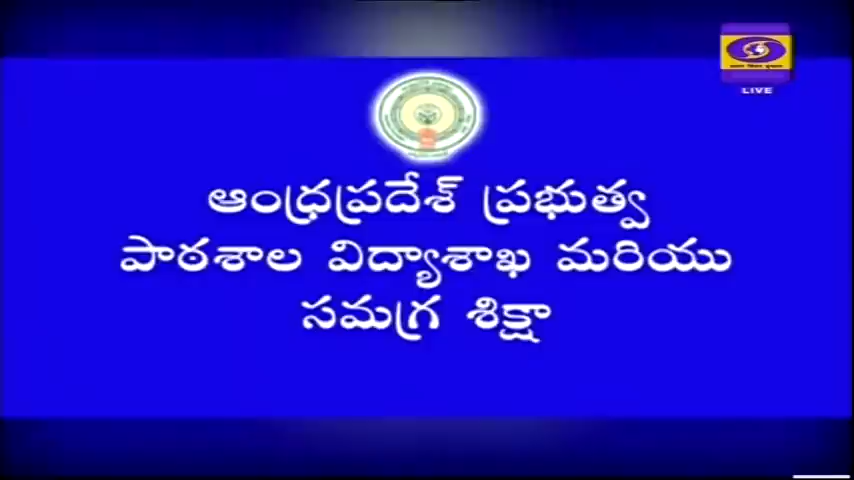 LIVE
ఆంధ్రప్రదేశ్ ప్రభుత్వ
పాఠశాల విద్యాశాఖ మరియు
సమగ్ర శిక్షా